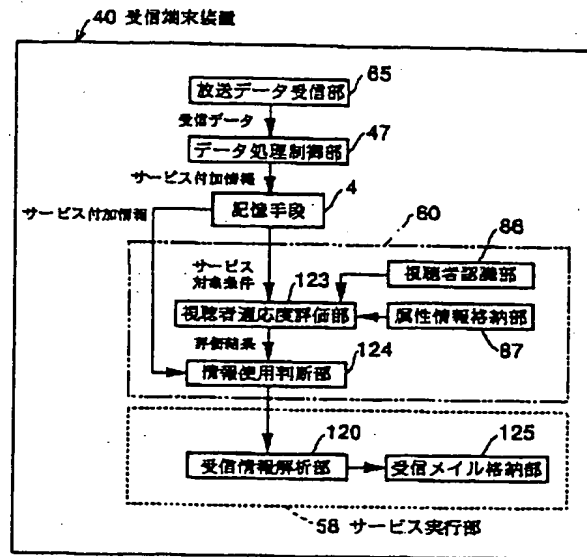 40 受信端末装置
65
放送データ受信部
受信データ
47
データ処理制御部
サービス付加情報
4
サービス付加情報
記憶手段
60
66
視聴者認識部
サービス
対象条件
123
視聴者適応度評価部
属性情報格納部
評価結果
124
67
情報使用判断部
120
125
受信情報解析部
受信メイル格納部
58 サービス実行部